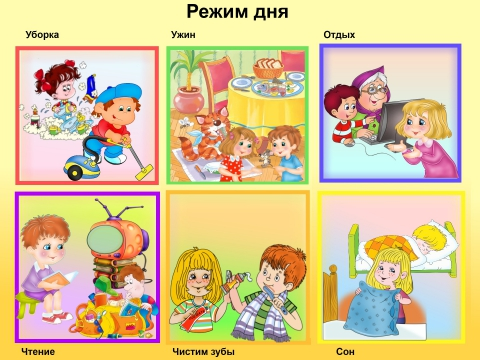 Режим дня
Уборка Ужин Отдых
Чтение Чистим зубы Сон